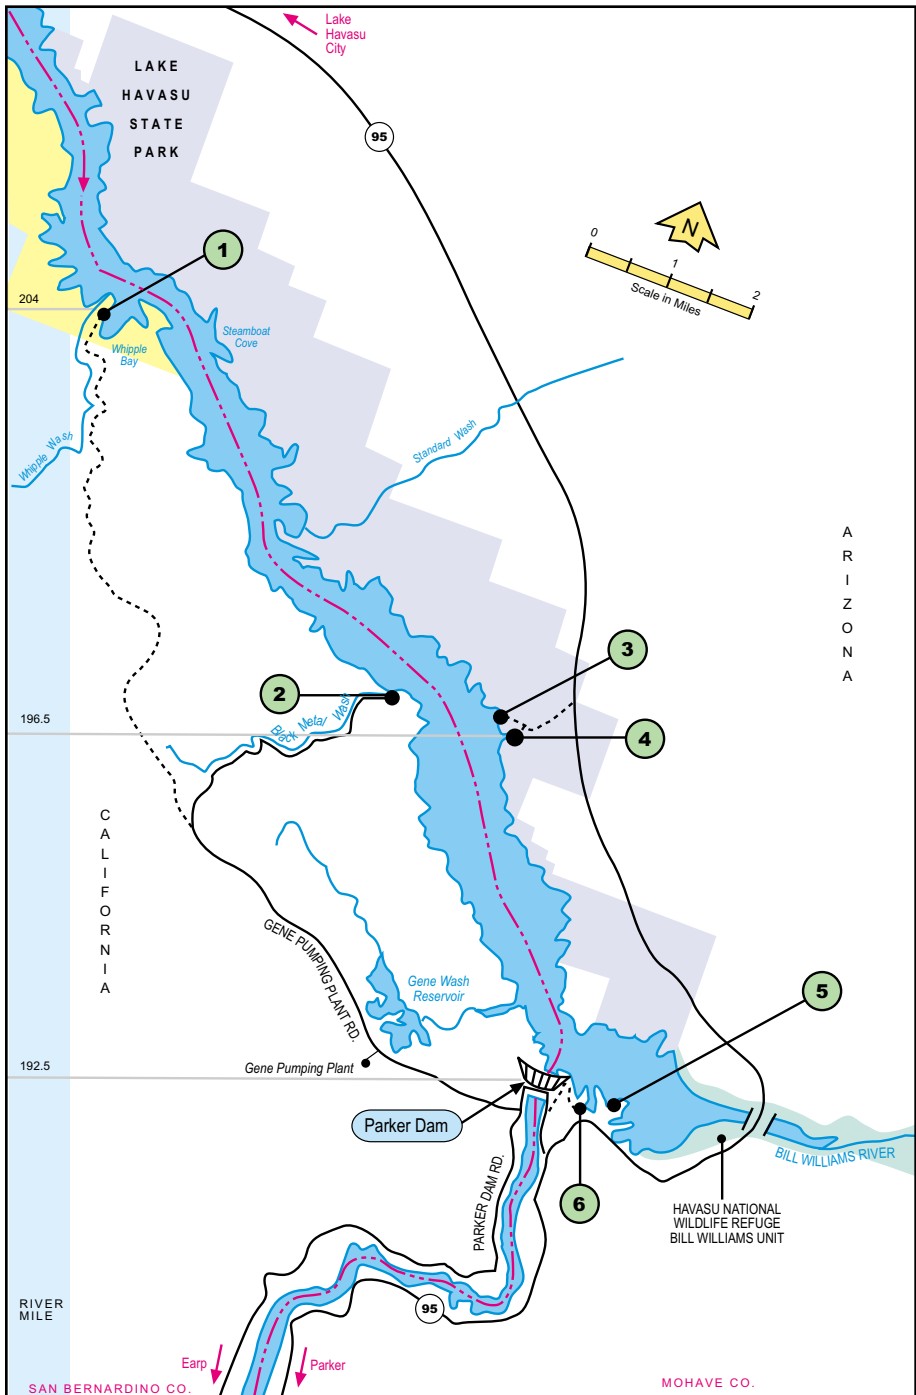 Lake
Havasu
City
LAKE
HAVASU
STATE
PARK
95
N
0
1
2
Scale in Miles
1
204
Steamboat
Cove
Whipple
Bay
Whipple Wash
Standard Wash
ARIZONA
3
2
Black Metal Wash
196.5
4
CALIFORNIA
GENE PUMPING PLANT RD.
Gene Wash
Reservoir
5
Gene Pumping Plant
192.5
Parker Dam
BILL WILLIAMS RIVER
PARKER DAM RD.
6
HAVASU NATIONAL
WILDLIFE REFUGE
BILL WILLIAMS UNIT
RIVER
MILE
95
Earp
Parker
SAN BERNARDINO CO.
MOHAVE CO.